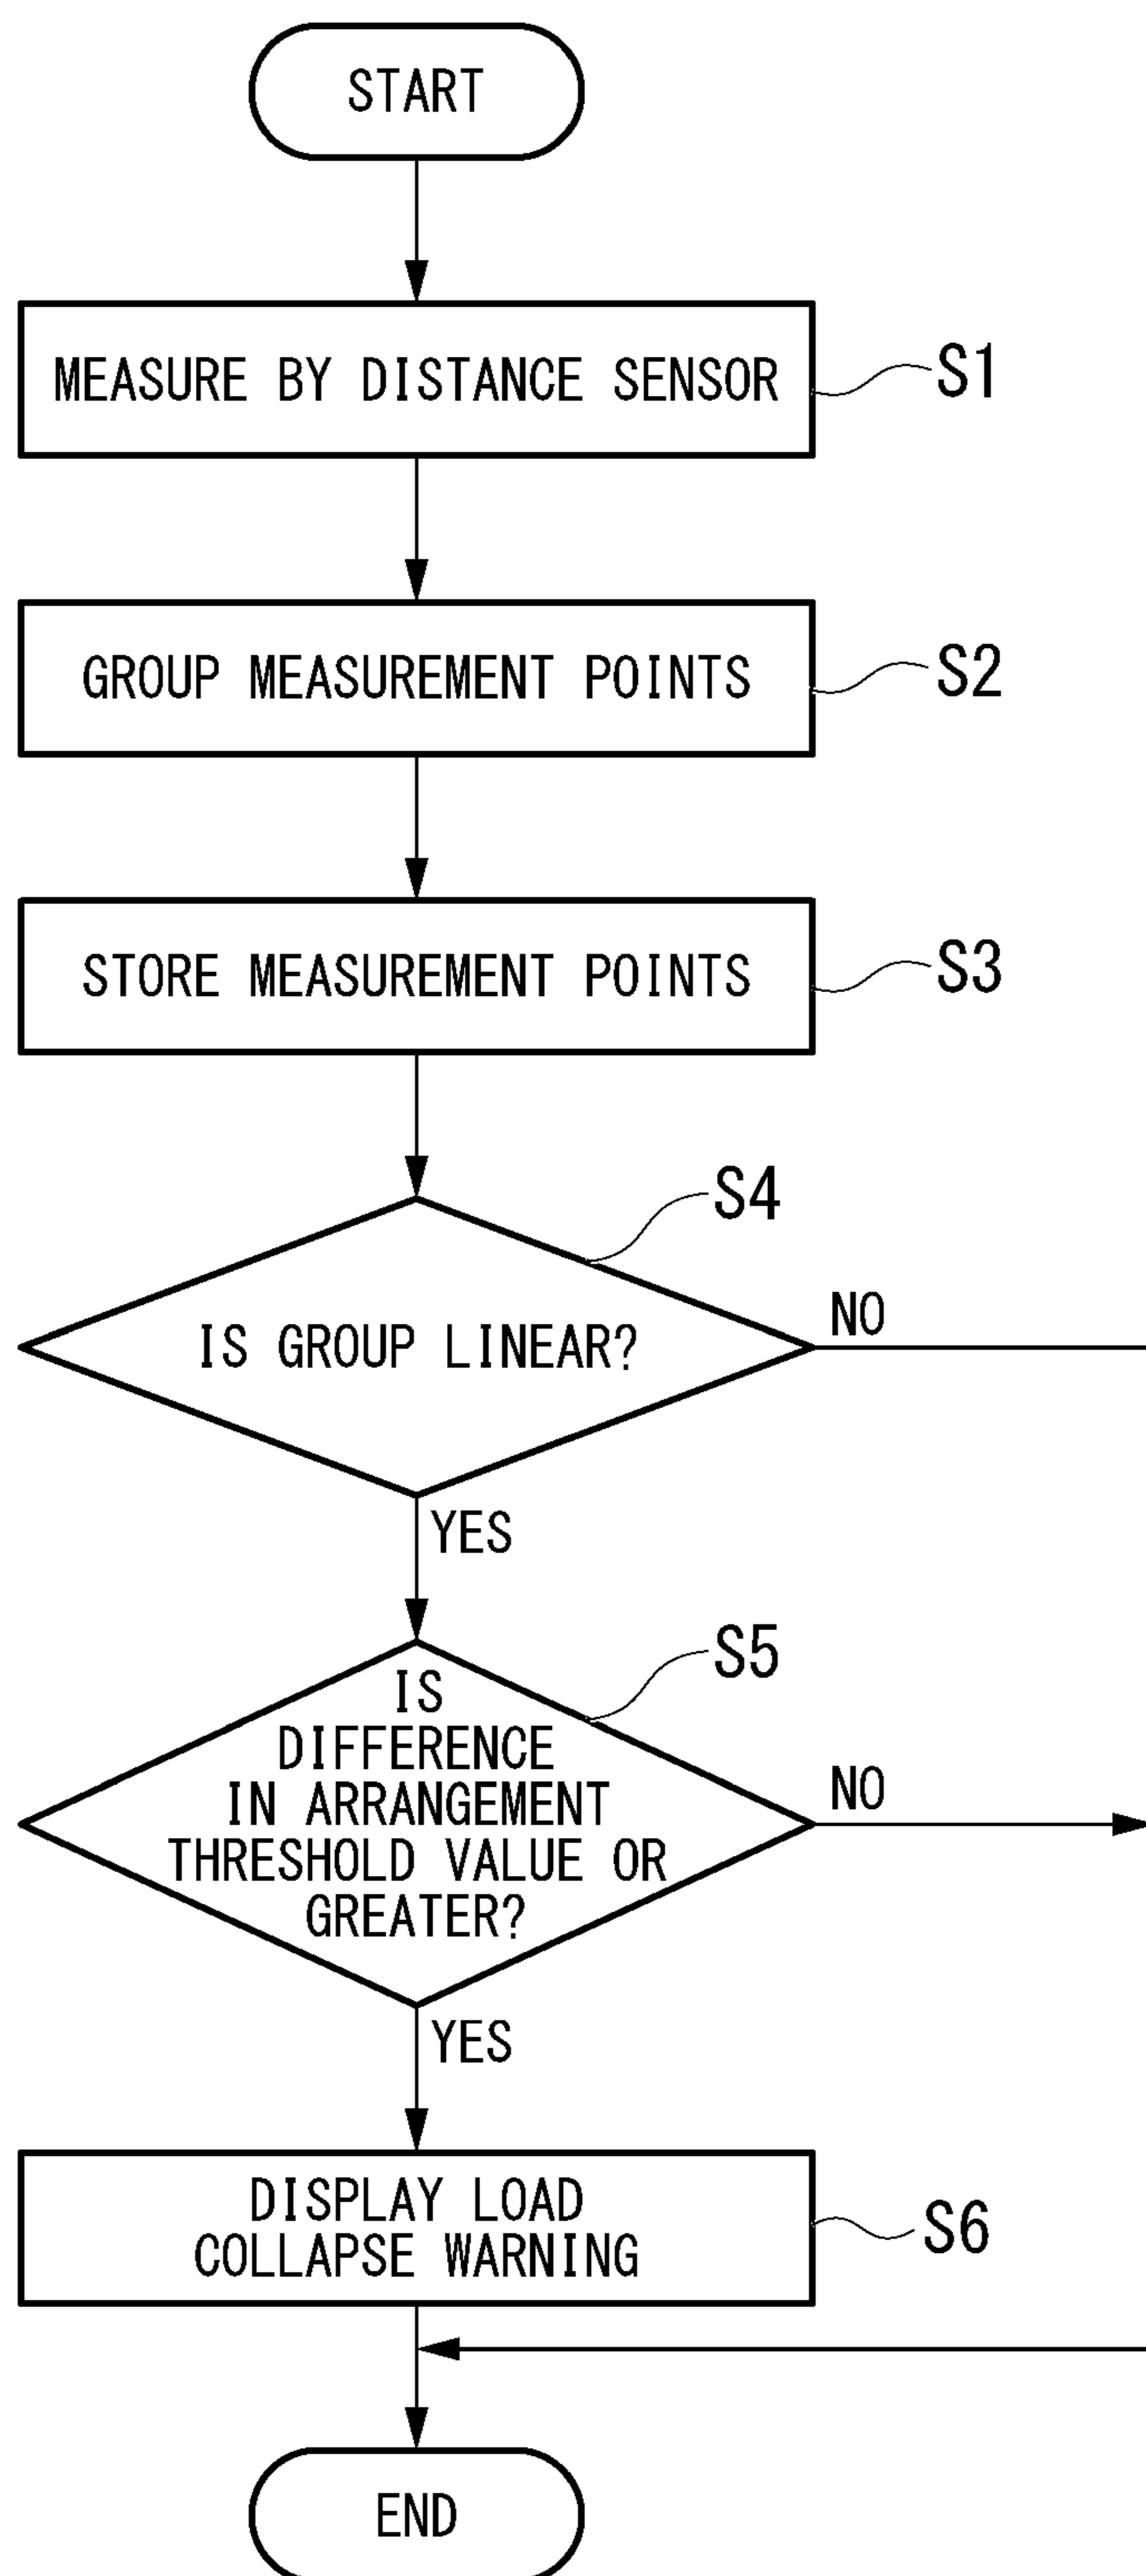 START
MEASURE BY DISTANCE SENSOR
S1
GROUP MEASUREMENT POINTS
S2
STORE MEASUREMENT POINTS
S3
S4
IS GROUP LINEAR?
NO
YES
S5
IS
DIFFERENCE
IN ARRANGEMENT
THRESHOLD VALUE OR
GREATER?
NO
YES
DISPLAY LOAD
COLLAPSE WARNING
S6
END